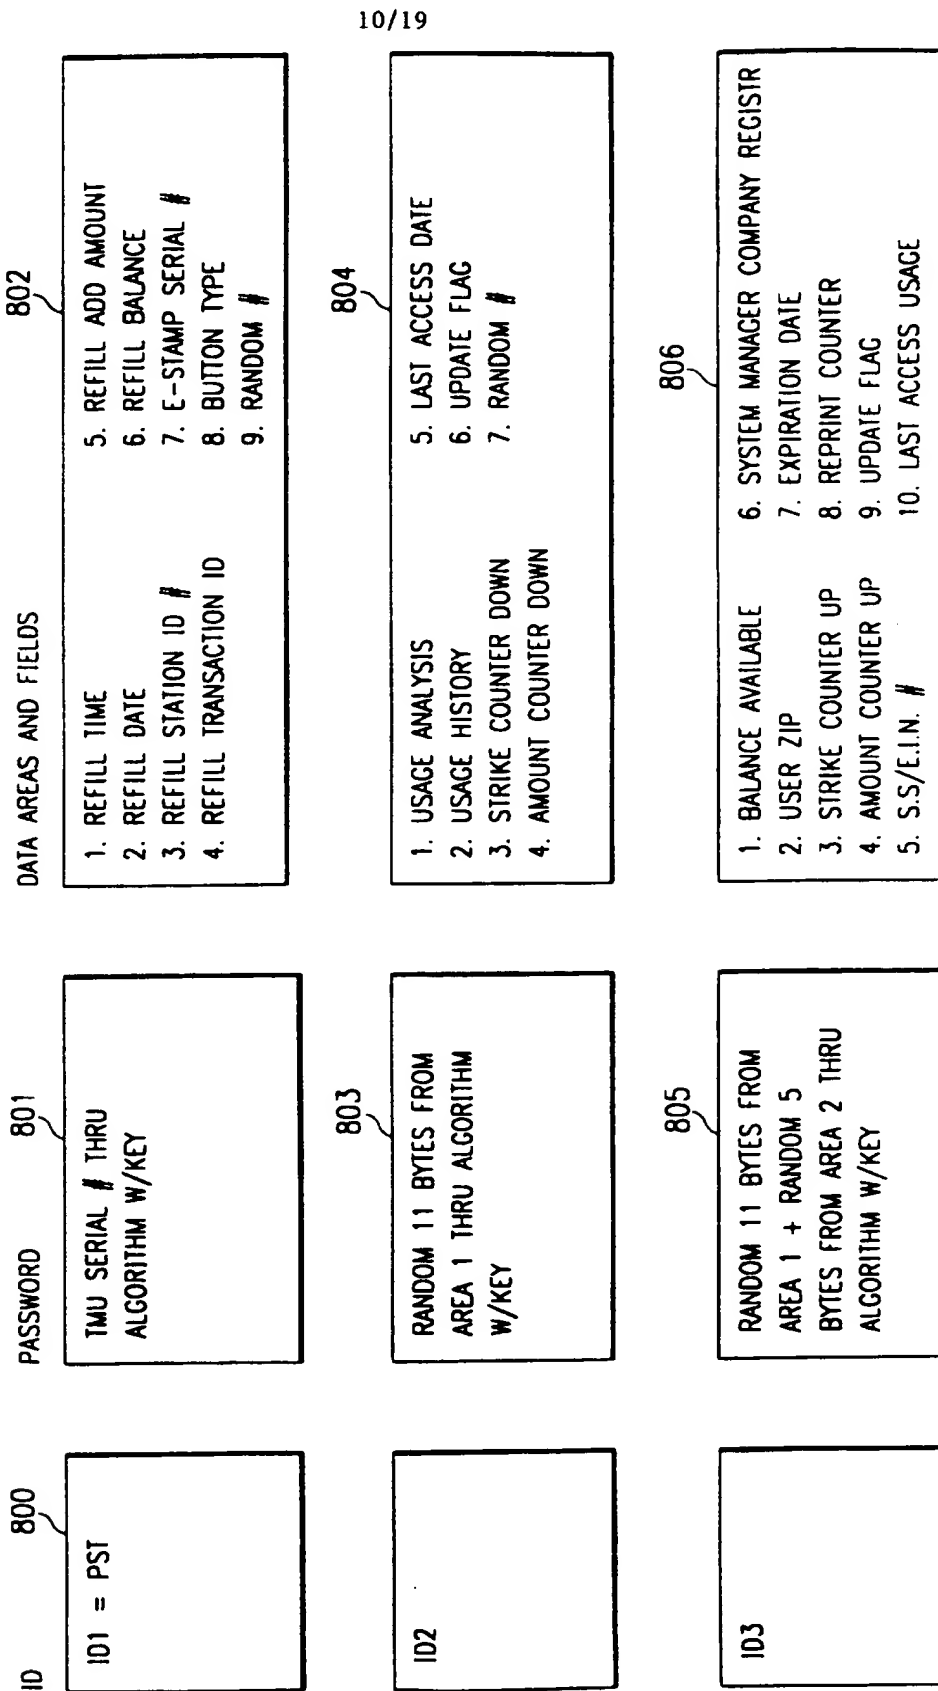 10/19
ID
PASSWORD
DATA AREAS AND FIELDS
800
801
802
ID1 = PST
TMU SERIAL # THRU
ALGORITHM W/KEY
1. REFILL TIME
2. REFILL DATE
3. REFILL STATION ID #
4. REFILL TRANSACTION ID
5. REFILL ADD AMOUNT
6. REFILL BALANCE
7. E-STAMP SERIAL #
8. BUTTON TYPE
9. RANDOM #
803
804
ID2
RANDOM 11 BYTES FROM
AREA 1 THRU ALGORITHM
W/KEY
1. USAGE ANALYSIS
2. USAGE HISTORY
3. STRIKE COUNTER DOWN
4. AMOUNT COUNTER DOWN
5. LAST ACCESS DATE
6. UPDATE FLAG
7. RANDOM #
805
806
ID3
RANDOM 11 BYTES FROM
AREA 1 + RANDOM 5
BYTES FROM AREA 2 THRU
ALGORITHM W/KEY
1. BALANCE AVAILABLE
2. USER ZIP
3. STRIKE COUNTER UP
4. AMOUNT COUNTER UP
5. S.S/E.I.N. #
6. SYSTEM MANAGER COMPANY REGISTR
7. EXPIRATION DATE
8. REPRINT COUNTER
9. UPDATE FLAG
10. LAST ACCESS USAGE